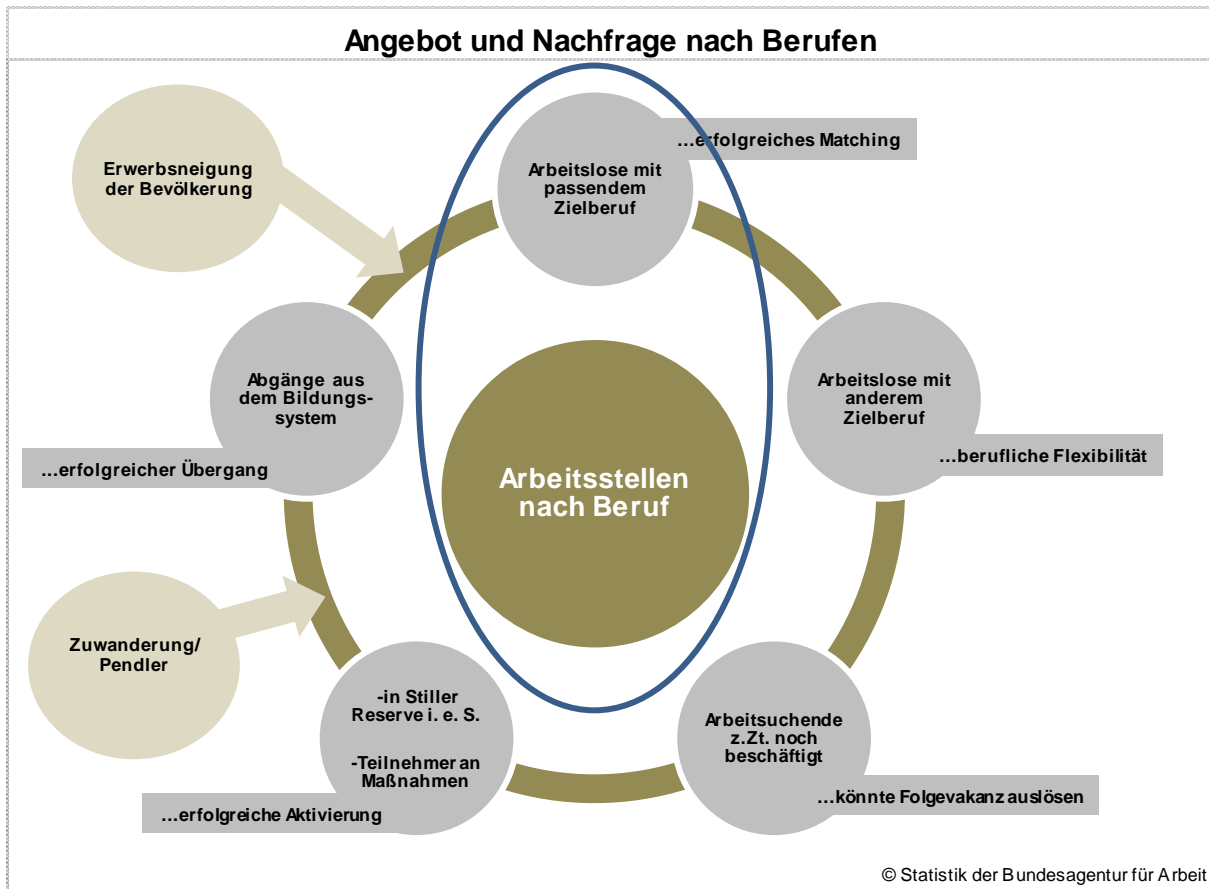 Angebot und Nachfrage nach Berufen
Erwerbsneigung
der Bevölkerung
Arbeitslose mit
passendem
Zielberuf
...erfolgreiches Matching
Abgänge aus
dem Bildungs-
system
...erfolgreicher Übergang
Arbeitslose mit
anderem
Zielberuf
...berufliche Flexibilität
Arbeitsstellen
nach Beruf
Zuwanderung/
Pendler
-in Stiller
Reserve i. e. S.
-Teilnehmer an
Maßnahmen
...erfolgreiche Aktivierung
Arbeitsuchende
z.Zt. noch
beschäftigt
...könnte Folgevakanz auslösen
© Statistik der Bundesagentur für Arbeit